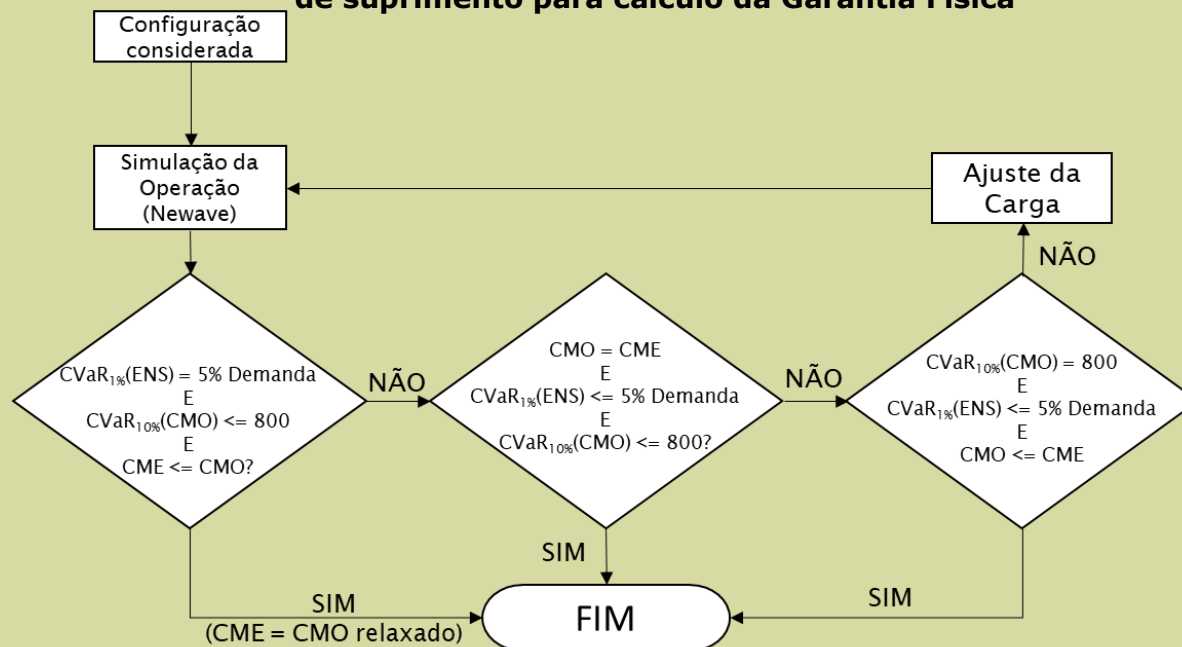 de suprimento para cálculo da Garantia Física
Configuração
considerada
Simulação da
Operação
(Newave)
Ajuste da
Carga
NÃO
CVaR1%(ENS) = 5% Demanda
E
CVaR10%(CMO) <= 800
E
CME <= CMO?
NÃO
CMO = CME
E
CVaR1%(ENS) <= 5% Demanda
E
CVaR10%(CMO) <= 800?
NÃO
CVaR10%(CMO) = 800
E
CVaR1%(ENS) <= 5% Demanda
E
CMO <= CME
SIM
(CME = CMO relaxado)
SIM
FIM
SIM